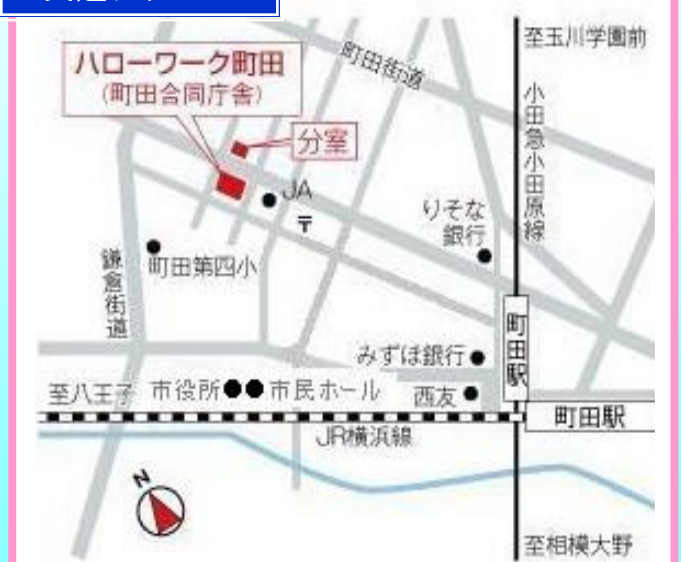 至玉川学園前
ハローワーク町田
(町田合同庁舎)
町田街道
小田急小田原線
分室
JA
〒
りそな
銀行
町田第四小
鎌倉街道
町田駅
みずほ銀行
至八王子
市役所
市民ホール
西友
町田駅
JR横浜線
N
至相模大野